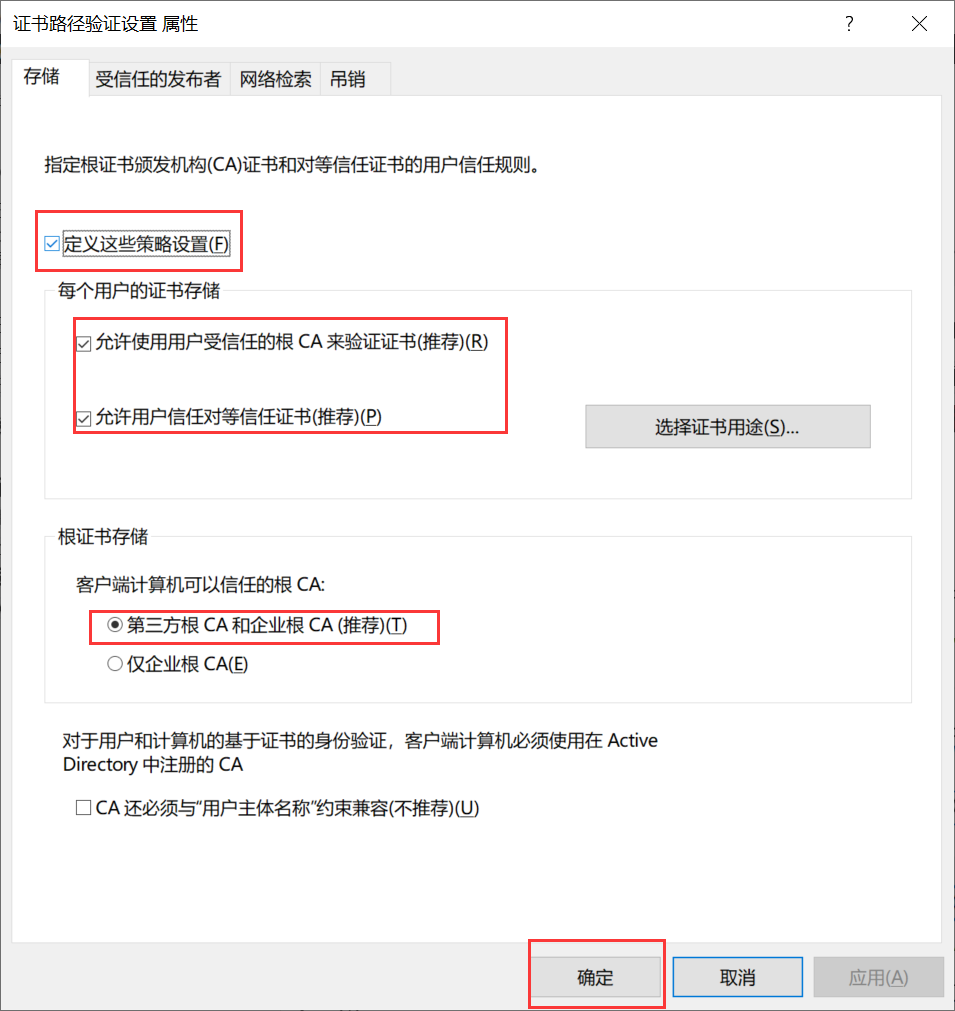 证书路径验证设置 属性
?
存储 受信任的发布者 网络检索 吊销
指定根证书颁发机构(CA)证书和对等信任证书的用户信任规则。
定义这些策略设置(F)
每个用户的证书存储
允许使用用户受信任的根 CA 来验证证书(推荐)(R)
允许用户信任对等信任证书(推荐)(P)
选择证书用途(S)...
根证书存储
客户端计算机可以信任的根 CA:
第三方根 CA 和企业根 CA (推荐)(T)
仅企业根 CA(E)
对于用户和计算机的基于证书的身份验证，客户端计算机必须使用在 Active
Directory 中注册的 CA
CA 还必须与“用户主体名称”约束兼容(不推荐)(U)
确定 取消 应用(A)